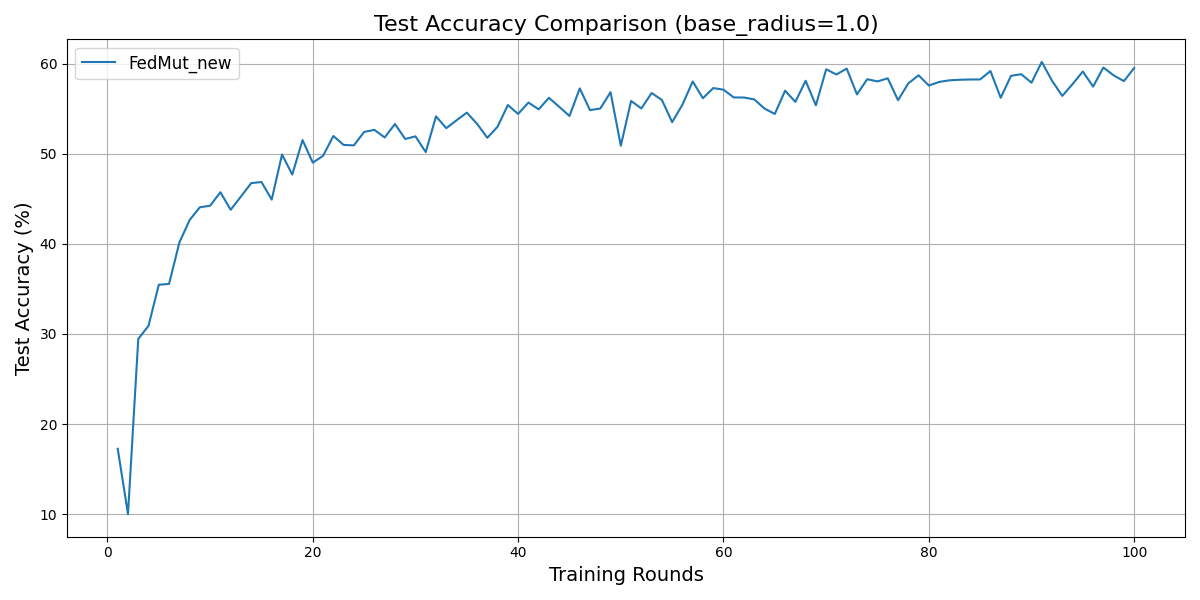 Test Accuracy Comparison (base_radius=1.0)
FedMut_new
Test Accuracy (%)
60
50
40
30
20
10
0 20 40 60 80 100
Training Rounds